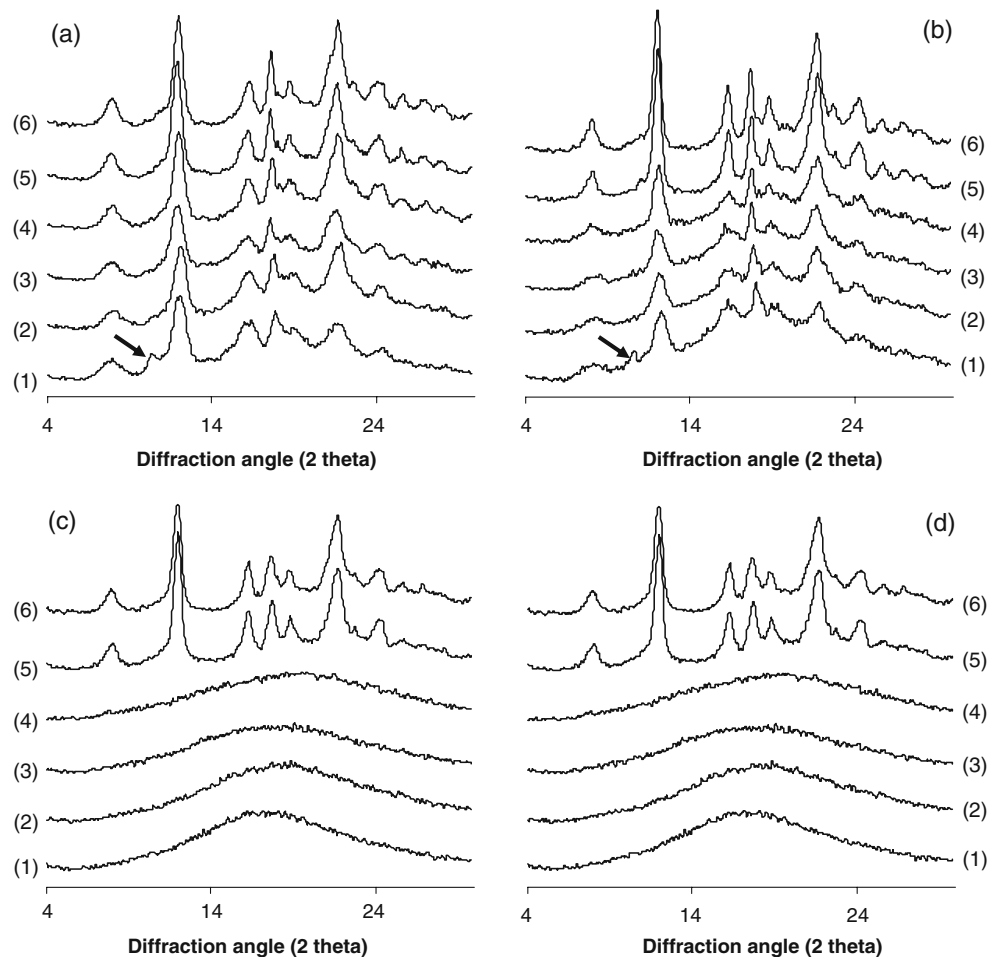 (a)
(6)
(5)
(4)
(3)
(2)
(1)
4 14 24
Diffraction angle (2 theta)
(b)
(6)
(5)
(4)
(3)
(2)
(1)
4 14 24
Diffraction angle (2 theta)
(c)
(6)
(5)
(4)
(3)
(2)
(1)
4 14 24
Diffraction angle (2 theta)
(d)
(6)
(5)
(4)
(3)
(2)
(1)
4 14 24
Diffraction angle (2 theta)